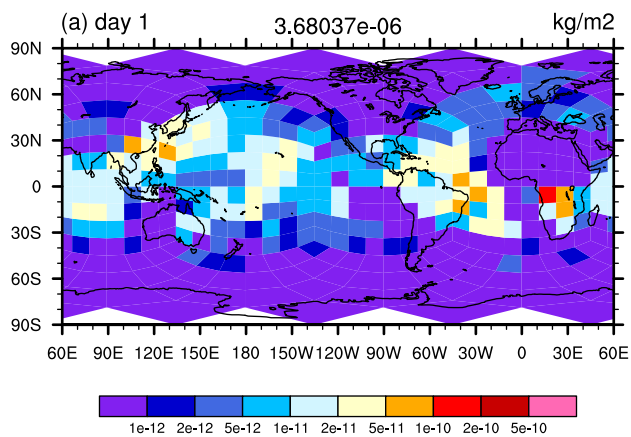 (a) day 1 3.68037e-06 kg/m2
90N
60N
30N
0
30S
60S
90S
60E 90E 120E 150E 180 150W 120W 90W 60W 30W 0 30E 60E
1e-12 2e-12 5e-12 1e-11 2e-11 5e-11 1e-10 2e-10 5e-10